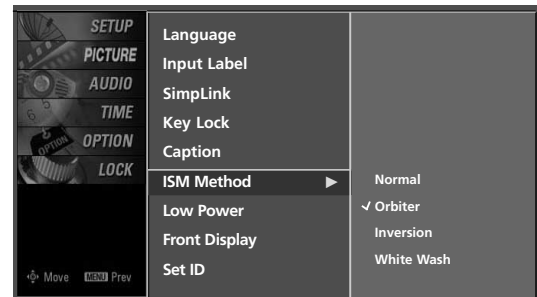 SETUP
PICTURE
AUDIO
TIME
OPTION
LOCK
Move MENU Prev
Language
Input Label
SimpLink
Key Lock
Caption
ISM Method ▶
Low Power
Front Display
Set ID
Normal
✓ Orbiter
Inversion
White Wash